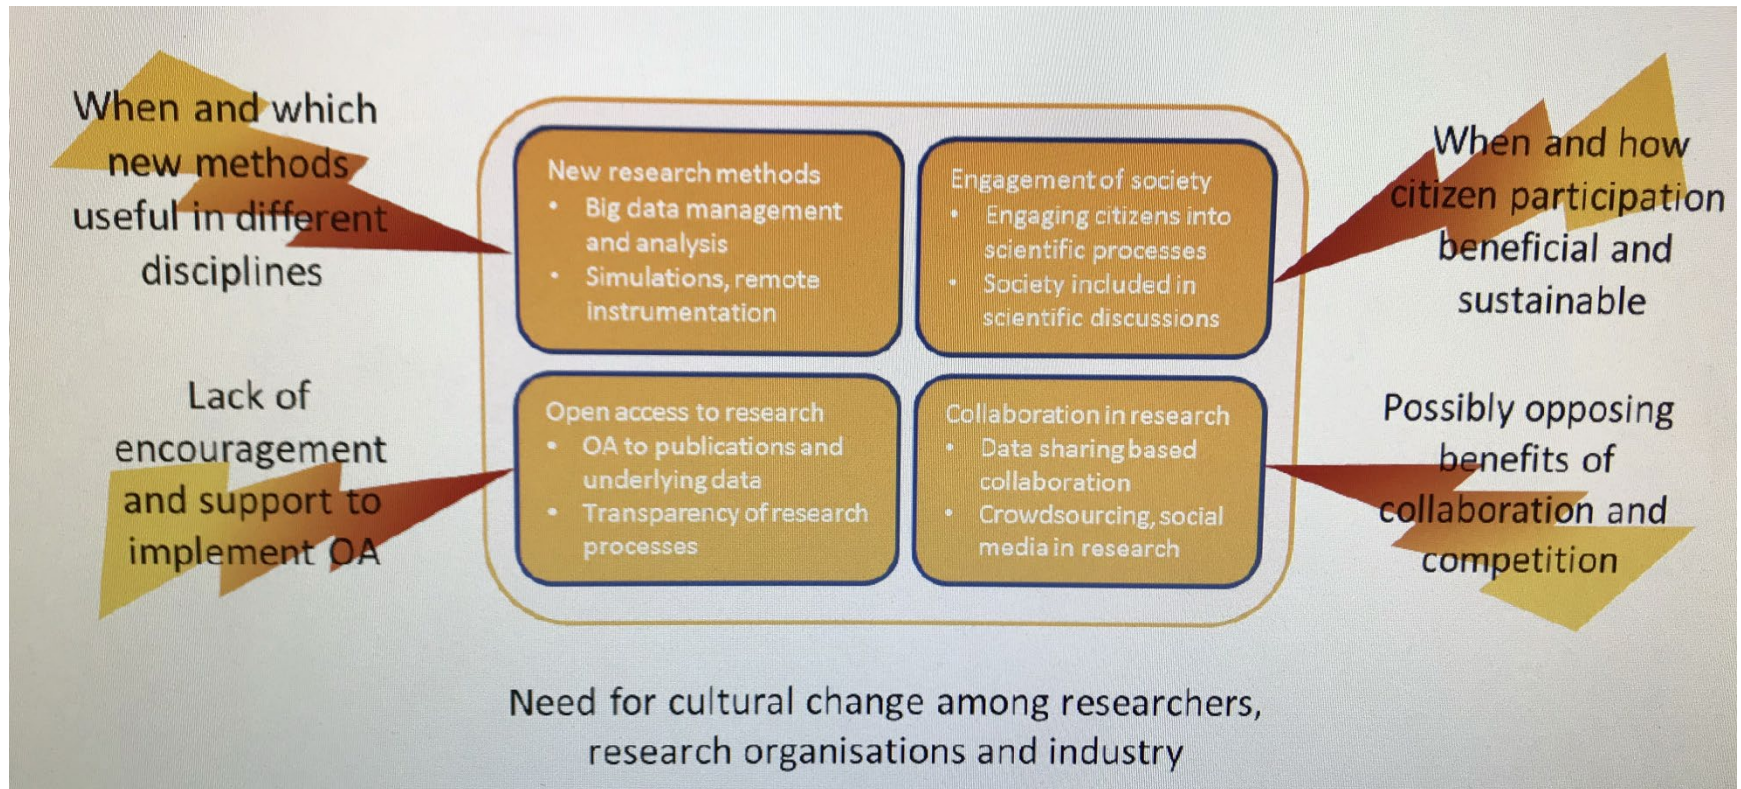 When and which
new methods
useful in different
disciplines
New research methods
• Big data management
and analysis
• Simulations, remote
instrumentation
Engagement of society
• Engaging citizens into
scientific processes
• Society included in
scientific discussions
When and how
citizen participation
beneficial and
sustainable
Lack of
encouragement
and support to
implement OA
Open access to research
• OA to publications and
underlying data
• Transparency of research
processes
Collaboration in research
• Data sharing based
collaboration
• Crowdsourcing, social
media in research
Possibly opposing
benefits of
collaboration and
competition
Need for cultural change among researchers,
research organisations and industry